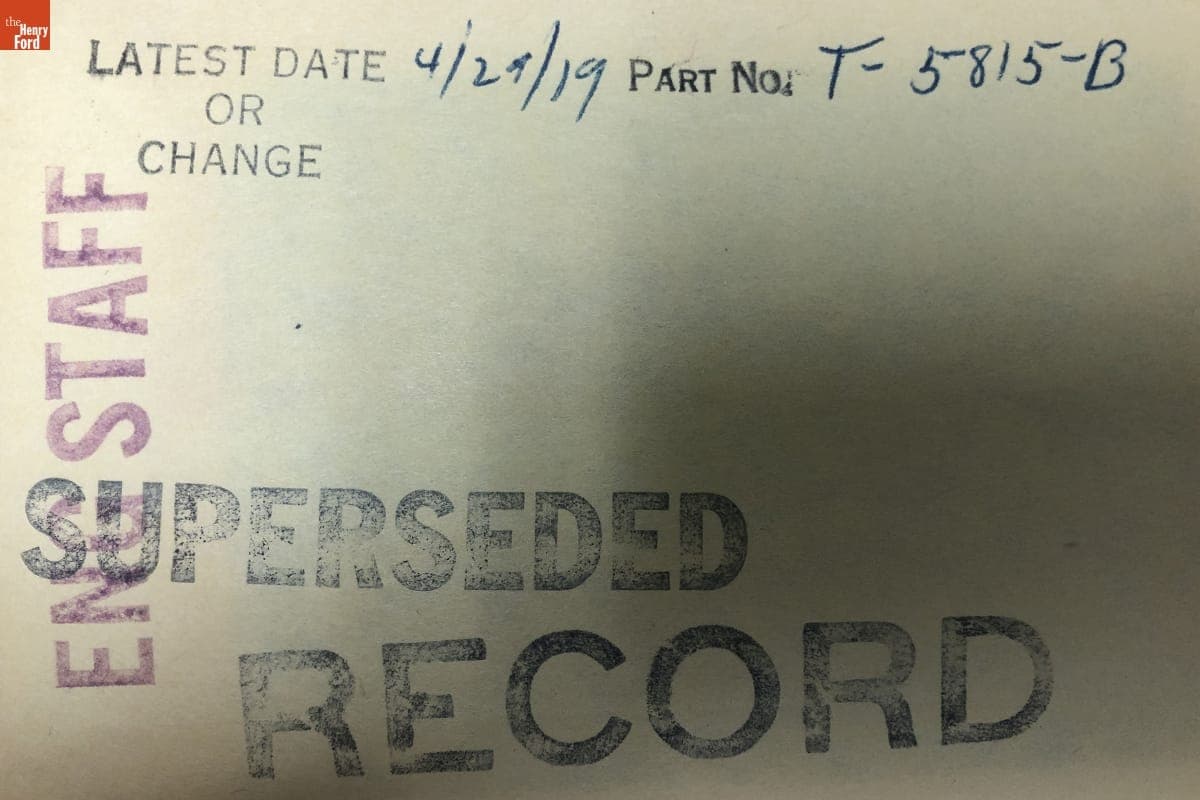 the
Henry
Ford
LATEST DATE 4/29/19 PART NO. T-5815-B
OR
CHANGE
ENG STAFF
SUPERSEDED
RECORD